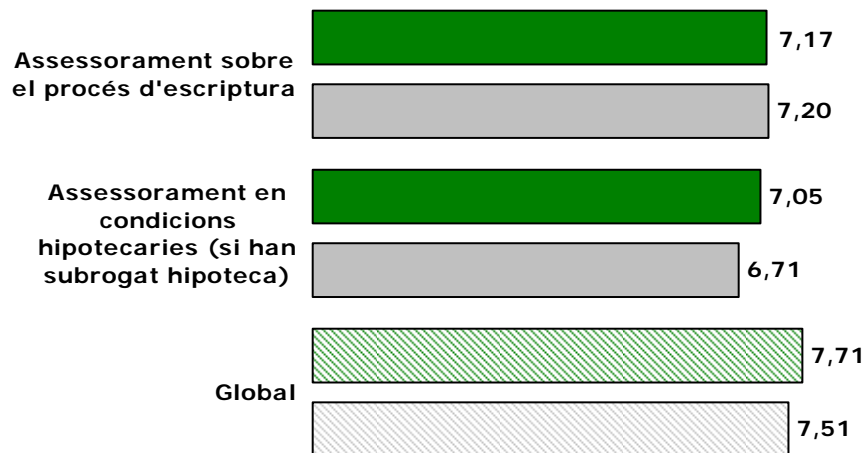 7,17
Assessorament sobre
el procés d'escriptura
7,20
Assessorament en
condicions
hipotecaries (si han
subrogat hipoteca)
7,05
6,71
Global
7,71
7,51